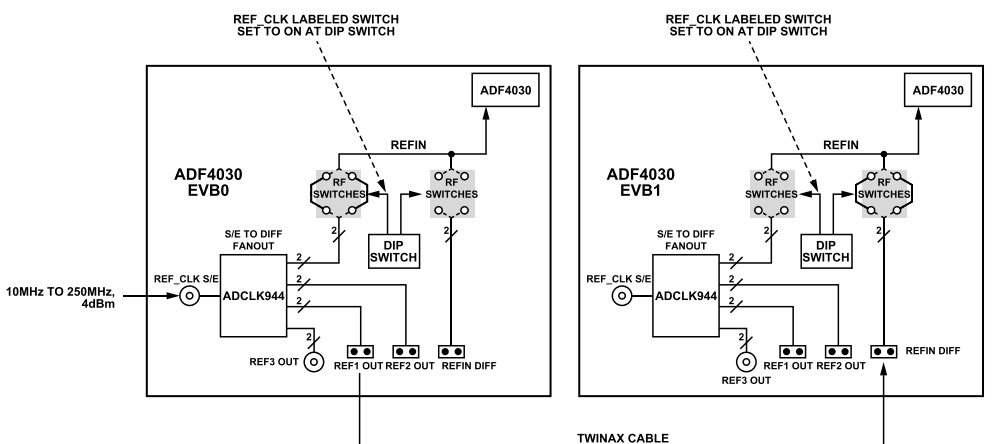 REF_CLK LABELED SWITCH
SET TO ON AT DIP SWITCH
ADF4030
REFIN
ADF4030
EVB0
RF
SWITCHES
RF
SWITCHES
2
2
DIP
SWITCH
S/E TO DIFF
FANOUT
2
2
2
2
ADCLK944
REF_CLK S/E
10MHz TO 250MHz,
4dBm
REF3 OUT
REF1 OUT
REF2 OUT
REFIN DIFF
REF_CLK LABELED SWITCH
SET TO ON AT DIP SWITCH
ADF4030
REFIN
ADF4030
EVB1
RF
SWITCHES
RF
SWITCHES
2
2
DIP
SWITCH
S/E TO DIFF
FANOUT
2
2
2
2
ADCLK944
REF_CLK S/E
REF3 OUT
REF1 OUT
REF2 OUT
REFIN DIFF
TWINAX CABLE